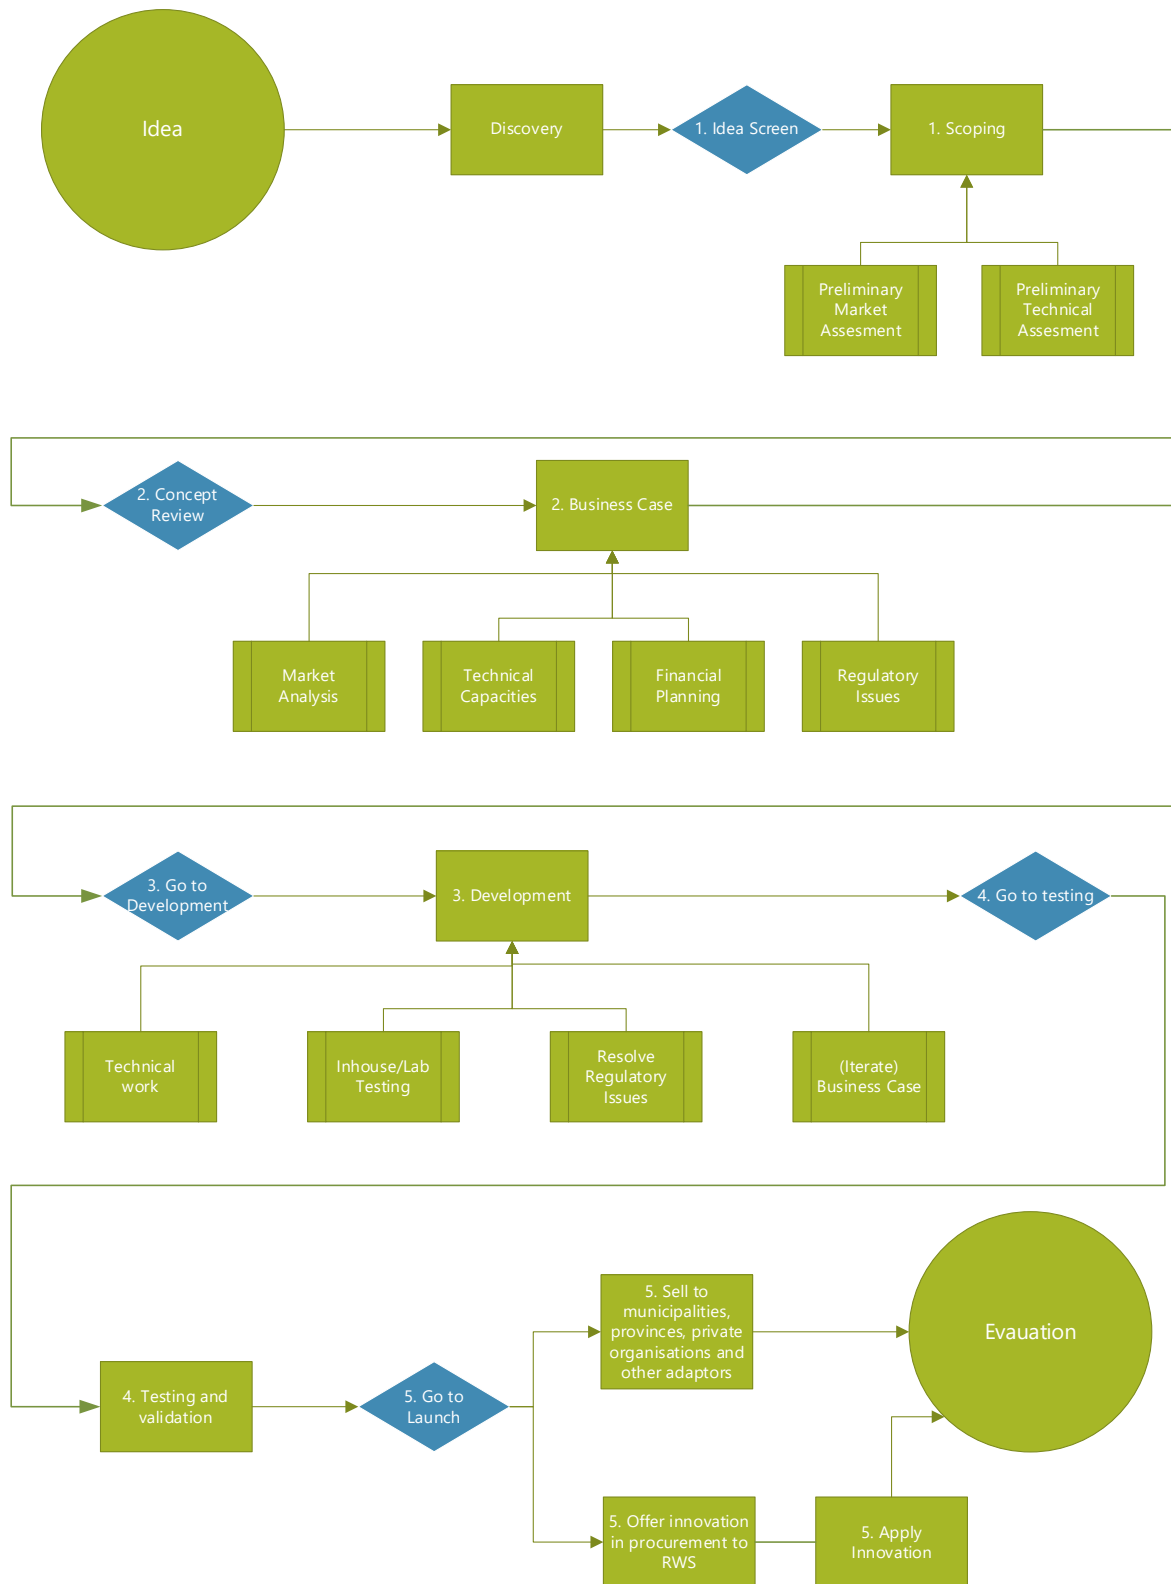 Idea
Discovery
1. Idea Screen
1. Scoping
Preliminary
Market
Assesment
Preliminary
Technical
Assesment
2. Concept
Review
2. Business Case
Market
Analysis
Technical
Capacities
Financial
Planning
Regulatory
Issues
3. Go to
Development
3. Development
4. Go to testing
Technical
work
Inhouse/Lab
Testing
Resolve
Regulatory
Issues
(Iterate)
Business Case
4. Testing and
validation
5. Go to
Launch
5. Sell to
municipalities,
provinces, private
organisations and
other adaptors
Evauation
5. Offer innovation
in procurement to
RWS
5. Apply
Innovation